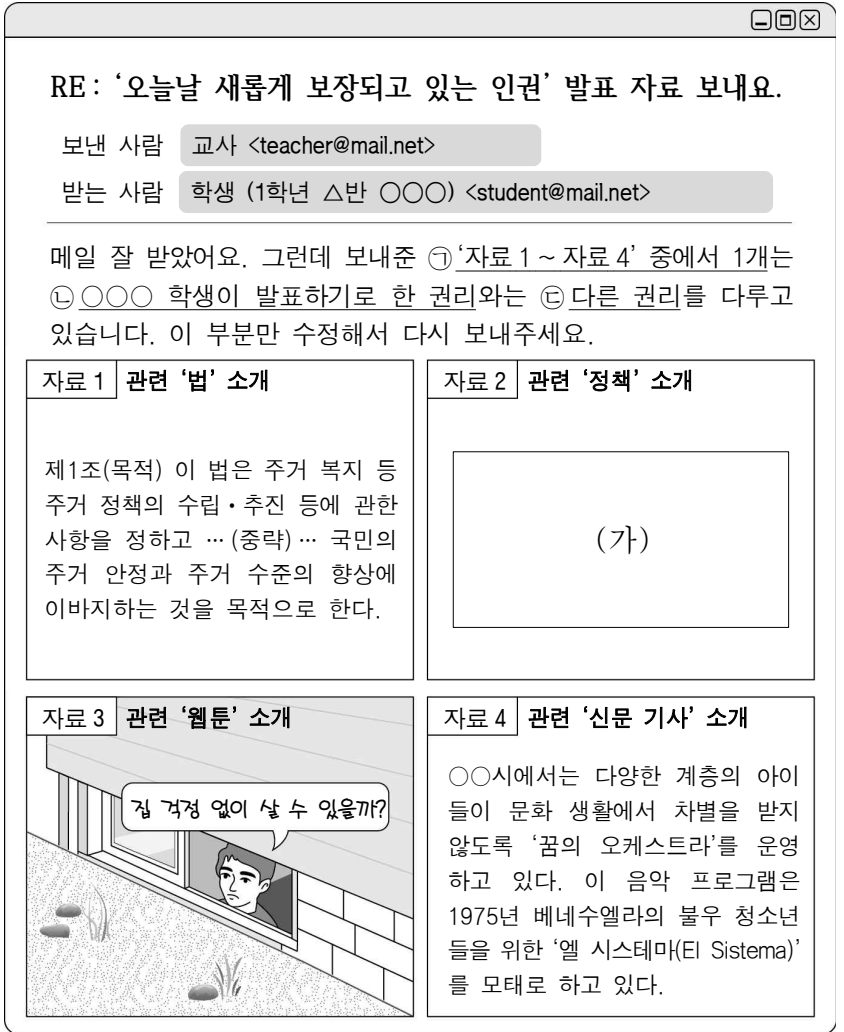 RE: ‘오늘날 새롭게 보장되고 있는 인권’ 발표 자료 보내요.
보낸 사람 교사 <teacher@mail.net>
받는 사람 학생 (1학년 △반 ○○○) <student@mail.net>
메일 잘 받았어요. 그런데 보내준 ㉠‘자료 1 ~ 자료 4’ 중에서 1개는
㉡○○○ 학생이 발표하기로 한 권리와는 ㉢다른 권리를 다루고
있습니다. 이 부분만 수정해서 다시 보내주세요.
자료 1 관련 ‘법’ 소개
제1조(목적) 이 법은 주거 복지 등
주거 정책의 수립·추진 등에 관한
사항을 정하고 …(중략)… 국민의
주거 안정과 주거 수준의 향상에
이바지하는 것을 목적으로 한다.
자료 2 관련 ‘정책’ 소개
(가)
자료 3 관련 ‘웹툰’ 소개
집 걱정 없이 살 수 있을까?
자료 4 관련 ‘신문 기사’ 소개
○○시에서는 다양한 계층의 아이
들이 문화 생활에서 차별을 받지
않도록 ‘꿈의 오케스트라’를 운영
하고 있다. 이 음악 프로그램은
1975년 베네수엘라의 불우 청소년
들을 위한 ‘엘 시스테마(El Sistema)’
를 모태로 하고 있다.